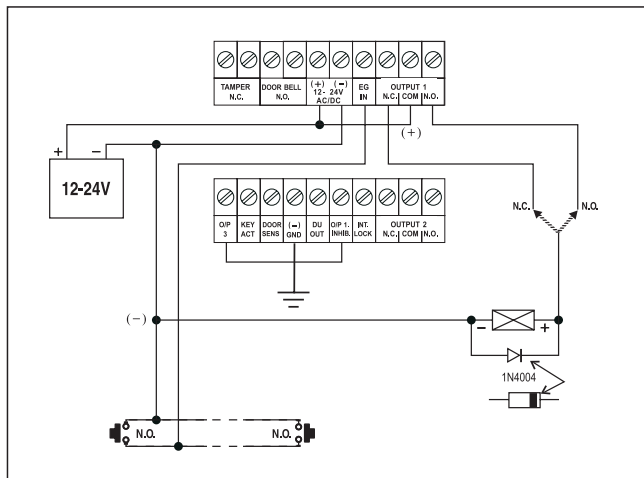 TAMPER N.C.
DOOR BELL N.O.
(+) (-)
12- 24V
AC/DC
EG IN
OUTPUT 1
N.C. COM N.O.
(+)
+ -
12-24V
N.C. N.O.
O/P 3
KEY ACT
DOOR SENS
(-) GND
DU OUT
O/P 1. INHIB.
INT. LOCK
OUTPUT 2
N.C. COM N.O.
(-)
- +
1N4004
N.O. N.O.